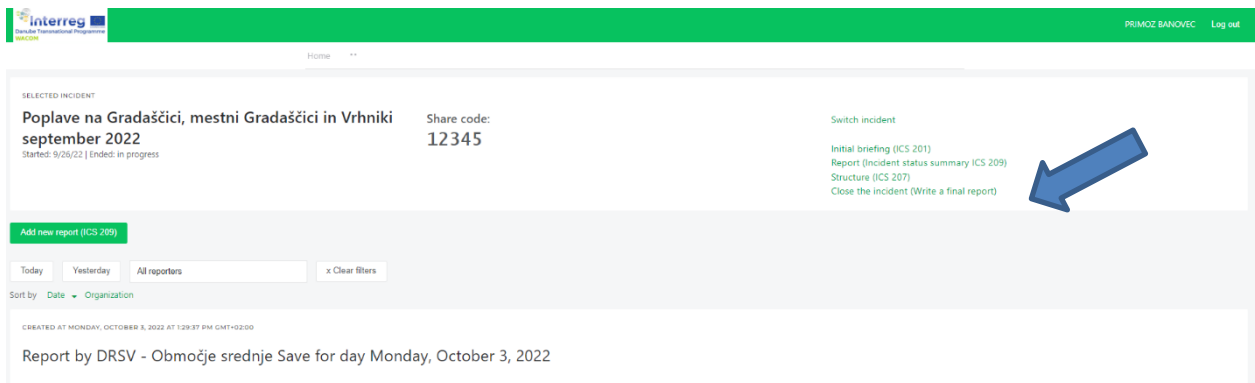 Interreg
Danube Transnational Programme
WACOM
PRIMOZ BANOVEC Log out
Home
SELECTED INCIDENT
Poplave na Gradaščici, mestni Gradaščici in Vrhniki
september 2022
Started: 9/26/22 | Ended: in progress
Share code:
12345
Switch incident
Initial briefing (ICS 201)
Report (Incident status summary ICS 209)
Structure (ICS 207)
Close the incident (Write a final report)
Add new report (ICS 209)
Today Yesterday All reporters x Clear filters
Sort by Date Organization
CREATED AT MONDAY, OCTOBER 3, 2022 AT 1:29:37 PM GMT+02:00
Report by DRSV - Območje srednje Save for day Monday, October 3, 2022